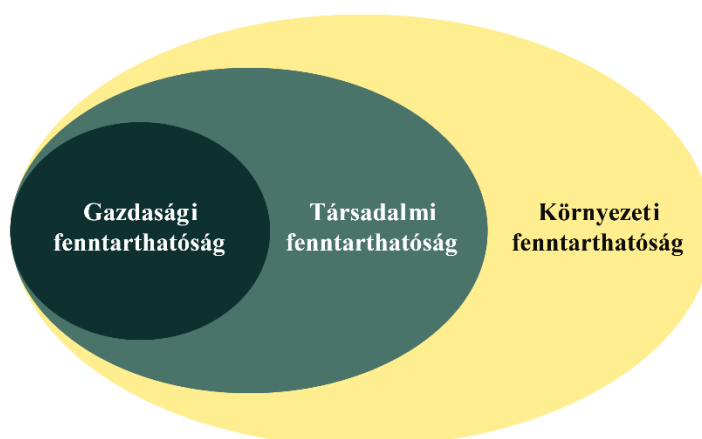 Gazdasági
fenntarthatóság
Társadalmi
fenntarthatóság
Környezeti
fenntarthatóság